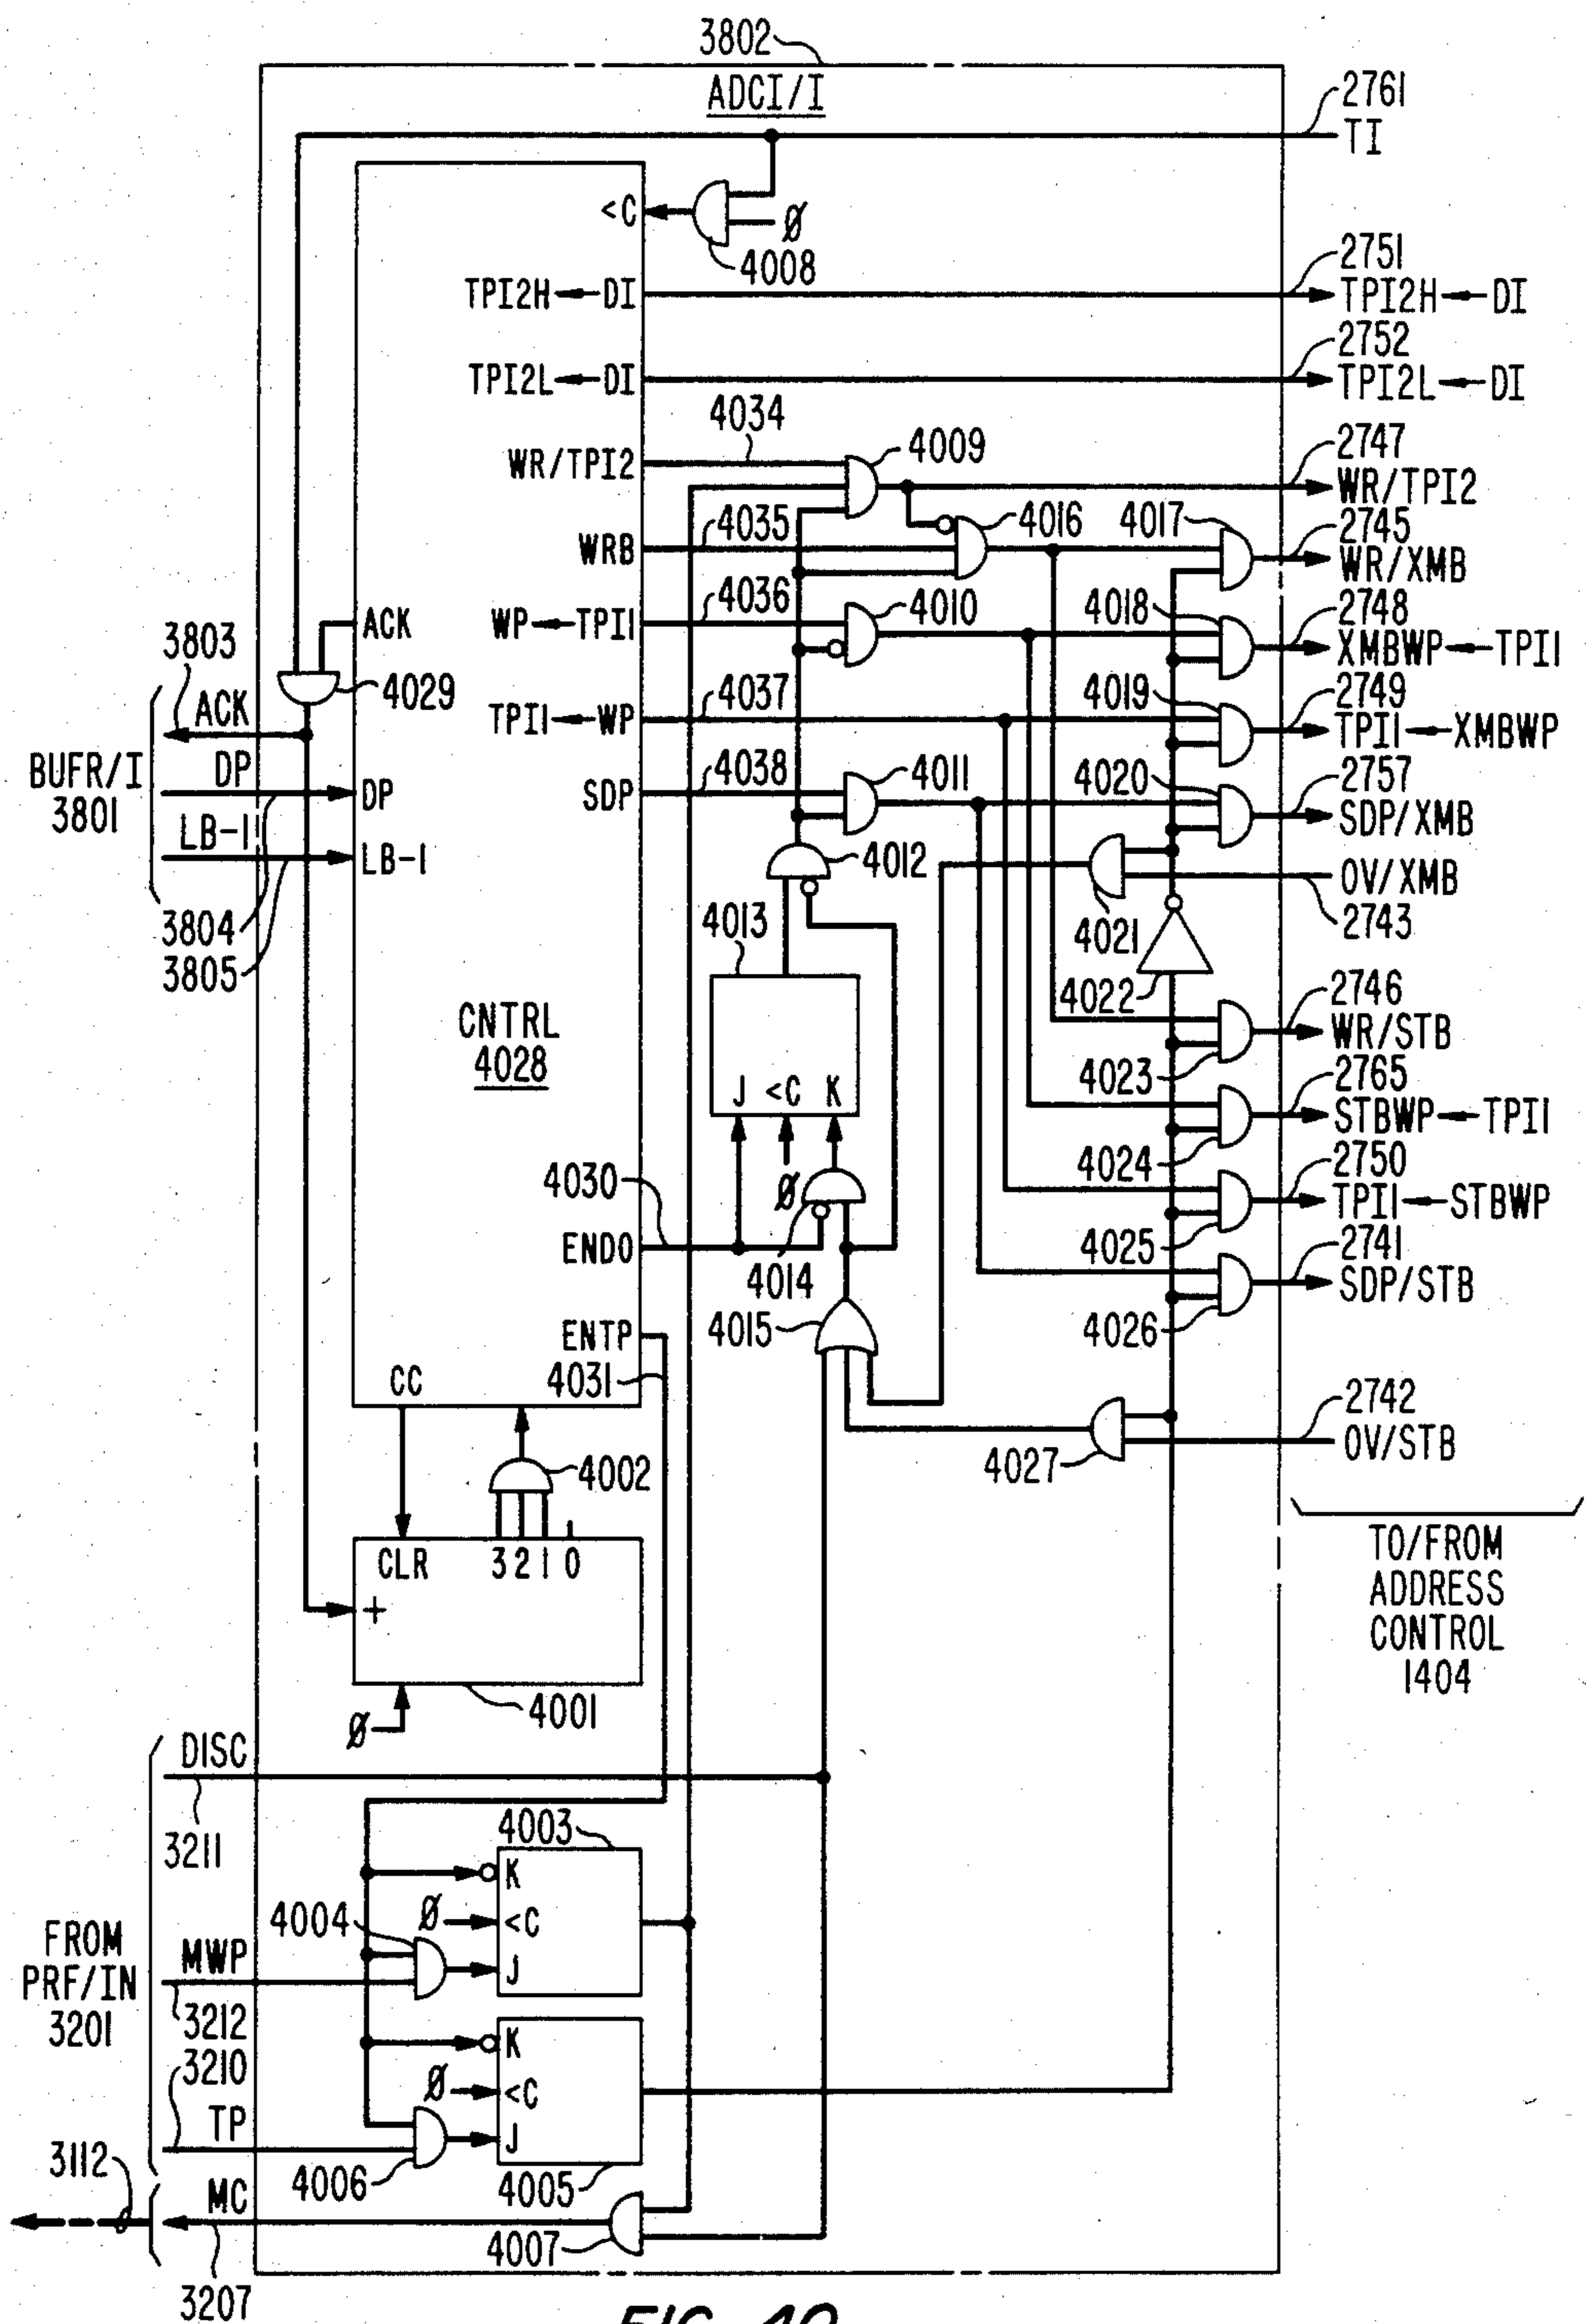 3802
ADCI/I
2761
TI
<C
Ø
4008
2751
TPI2H←DI
TPI2H←DI
2752
TPI2L←DI
TPI2L←DI
4034
4009
2747
WR/TPI2
WR/TPI2
4035
4016
4017
2745
WRB
WR/XMB
ACK
WP←TPI1
4036
4010
4018
2748
XMBWP←TPI1
3803
4029
ACK
TPI1←WP
4037
4019
2749
TPI1←XMBWP
BUFR/I
3801
DP
DP
SDP
4038
4011
4020
2757
SDP/XMB
LB-1
LB-1
4012
OV/XMB
3804
3805
4013
4021
2743
4022
CNTRL
4028
2746
WR/STB
J <C K
4023
2765
STBWP←TPI1
4030
Ø
4024
2750
TPI1←STBWP
ENDO
4014
4025
2741
SDP/STB
ENTP
4015
4026
CC
4031
2742
OV/STB
4002
4027
CLR 3 2 1 0
+
TO/FROM
ADDRESS
CONTROL
1404
Ø
4001
DISC
3211
4003
K
FROM
PRF/IN
3201
4004
Ø
<C
MWP
J
3212
3210
K
Ø
<C
TP
J
3112
4006
4005
MC
4007
3207
FIG. 40